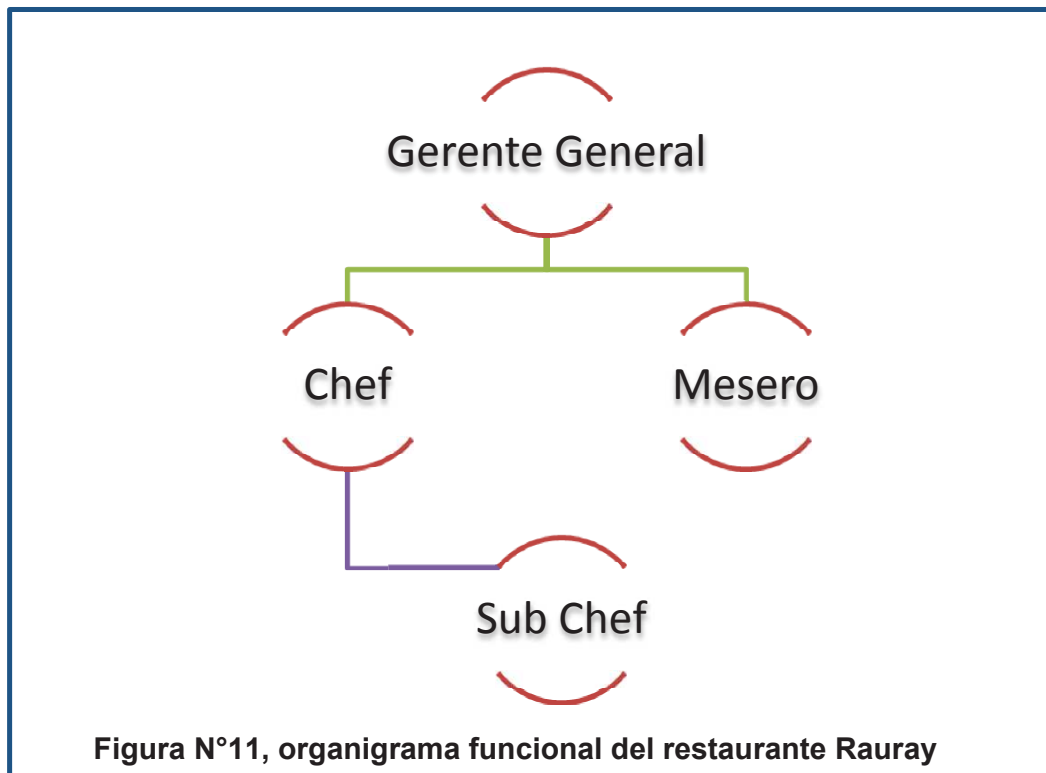 Gerente General
Chef
Mesero
Sub Chef
Figura N°11, organigrama funcional del restaurante Rauray